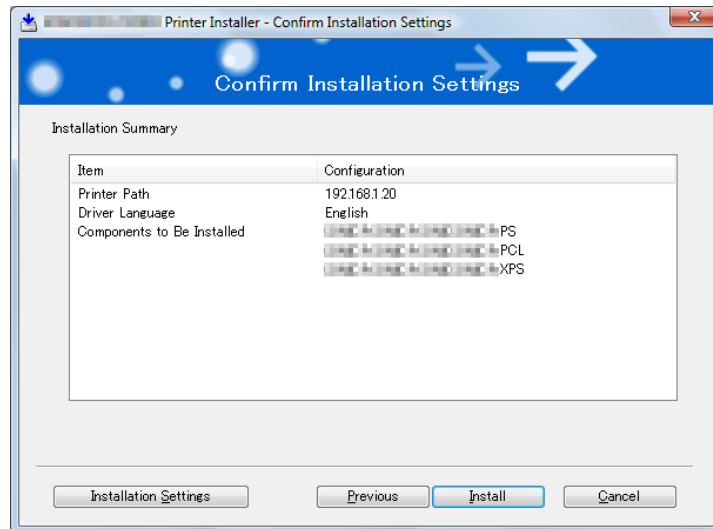 Printer Installer - Confirm Installation Settings
Confirm Installation Settings
Installation Summary
Item Configuration
Printer Path 192.168.1.20
Driver Language English
Components to Be Installed PS
PCL
XPS
Installation Settings Previous Install Cancel